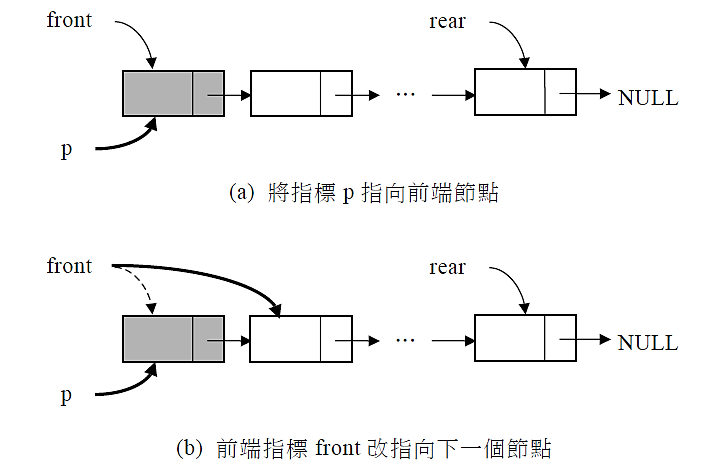 front
rear
…
NULL
p
(a) 將指標 p 指向前端節點
front
rear
…
NULL
p
(b) 前端指標 front 改指向下一個節點